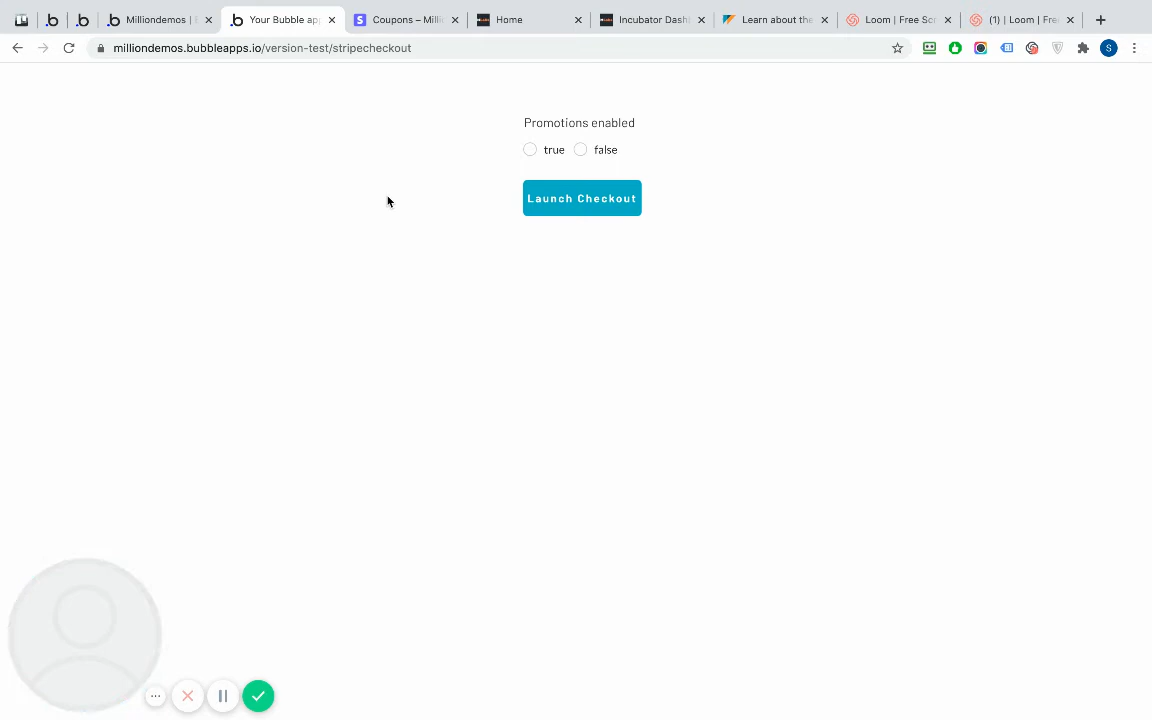 Milliondemos |
Your Bubble ap
Coupons – Milli
Home
Incubator Dash
Learn about the
Loom | Free Sc
(1) | Loom | Fre
milliondemos.bubbleapps.io/version-test/stripecheckout
S
Promotions enabled
true false
Launch Checkout